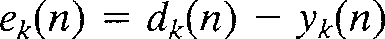 e_k(n) = d_k(n) − y_k(n)